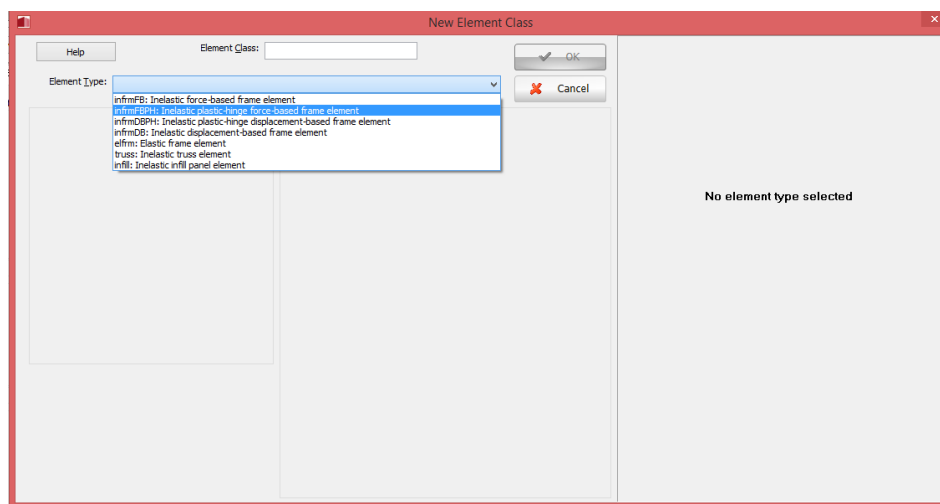 New Element Class
Help
Element Class:
OK
Element Type:
Cancel
infrmFB: Inelastic force-based frame element
infrmFBPH: Inelastic plastic-hinge force-based frame element
infrmDBPH: Inelastic plastic-hinge displacement-based frame element
infrmDB: Inelastic displacement-based frame element
elfrm: Elastic frame element
truss: Inelastic truss element
infill: Inelastic infill panel element
No element type selected